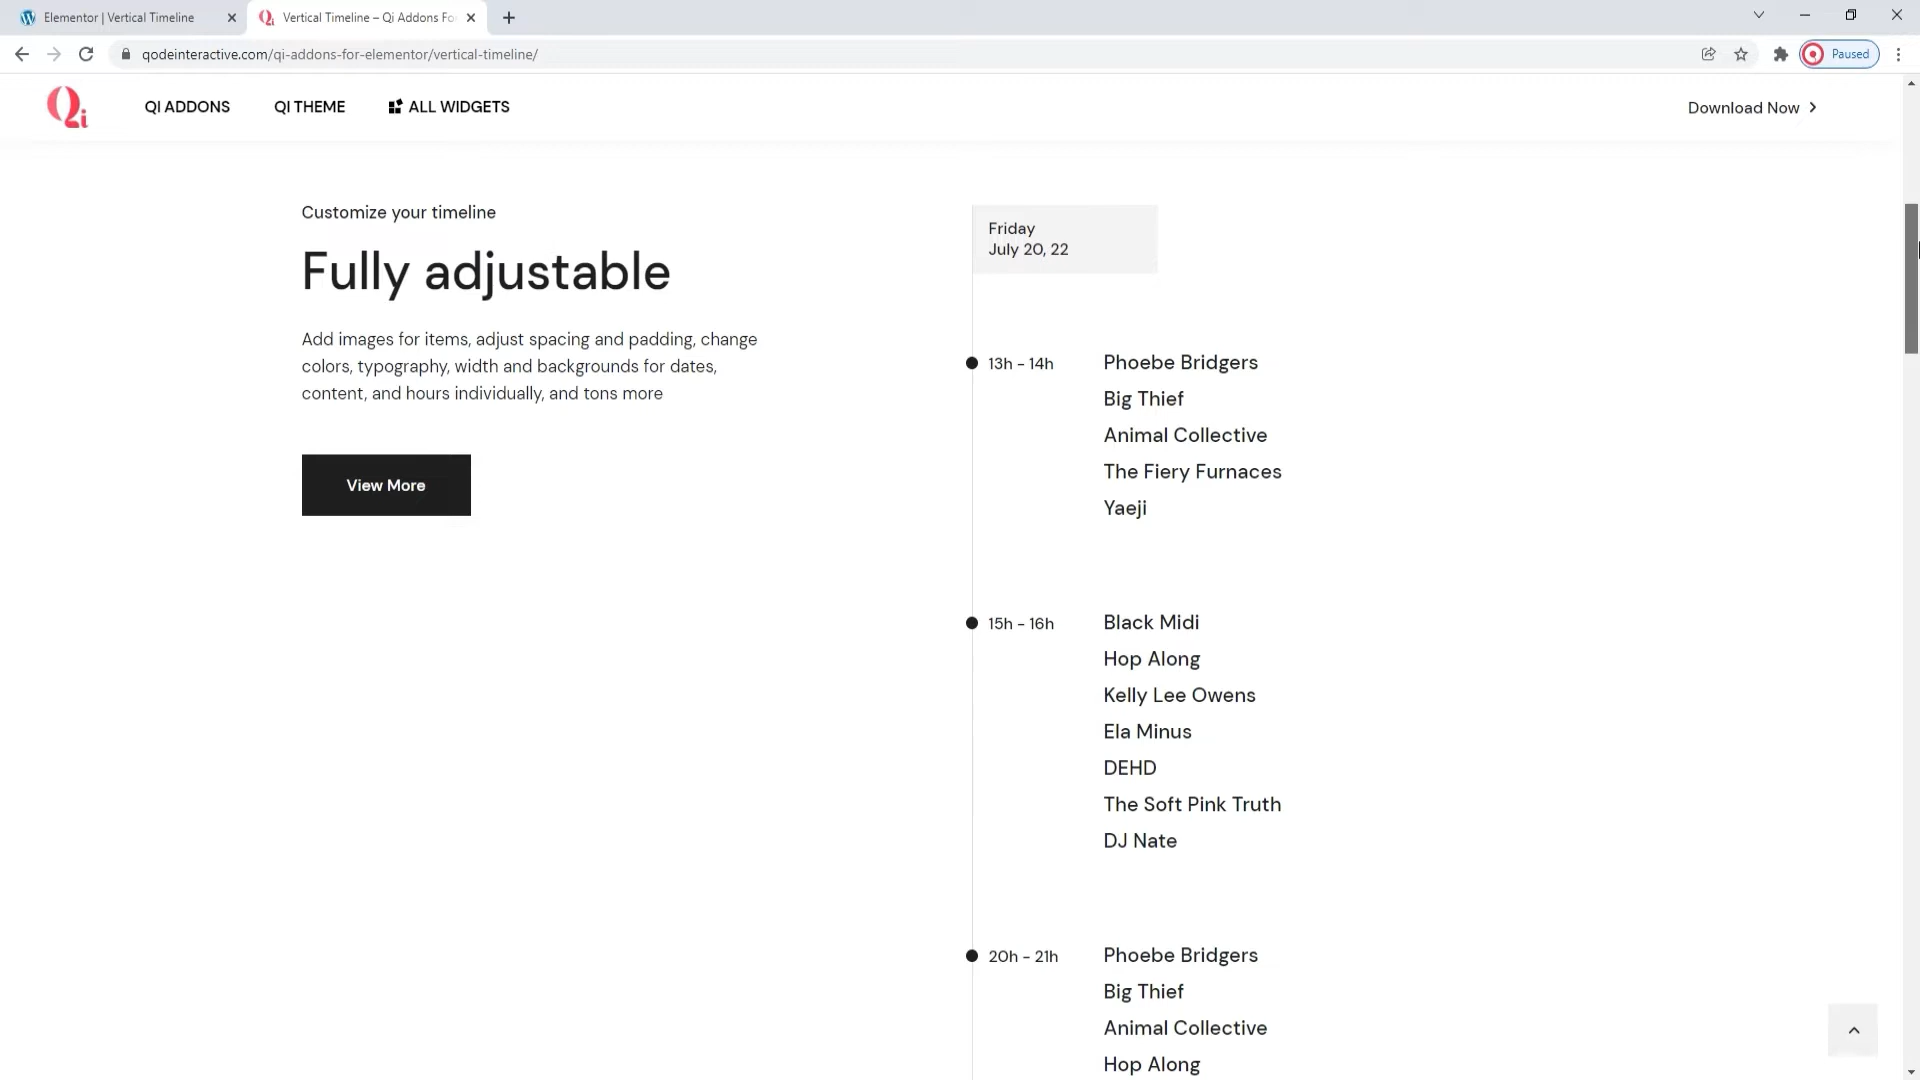 Elementor | Vertical Timeline
Vertical Timeline – Qi Addons Fo
qodeinteractive.com/qi-addons-for-elementor/vertical-timeline/
Paused
Qi
QI ADDONS
QI THEME
ALL WIDGETS
Download Now
Customize your timeline
Fully adjustable
Add images for items, adjust spacing and padding, change
colors, typography, width and backgrounds for dates,
content, and hours individually, and tons more
View More
Friday
July 20, 22
13h - 14h
Phoebe Bridgers
Big Thief
Animal Collective
The Fiery Furnaces
Yaeji
15h - 16h
Black Midi
Hop Along
Kelly Lee Owens
Ela Minus
DEHD
The Soft Pink Truth
DJ Nate
20h - 21h
Phoebe Bridgers
Big Thief
Animal Collective
Hop Along